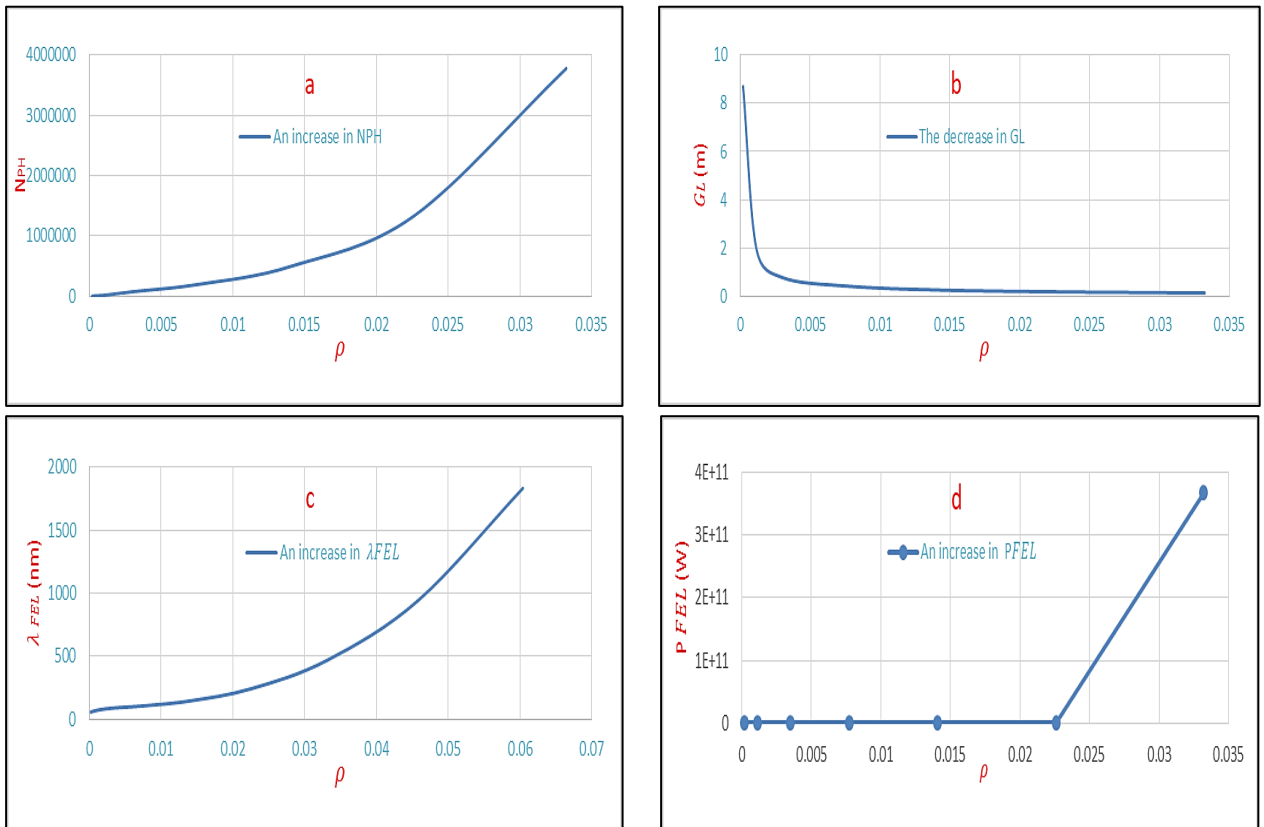 a
4000000
3000000
2000000
1000000
0
An increase in NPH
NPH
0 0.005 0.01 0.015 0.02 0.025 0.03 0.035
ρ
b
10
8
6
4
2
0
The decrease in GL
GL (m)
0 0.005 0.01 0.015 0.02 0.025 0.03 0.035
ρ
c
2000
1500
1000
500
0
An increase in λFEL
λ FEL (nm)
0 0.01 0.02 0.03 0.04 0.05 0.06 0.07
ρ
d
4E+11
3E+11
2E+11
1E+11
0
An increase in PFEL
P FEL (W)
0 0.005 0.01 0.015 0.02 0.025 0.03 0.035
ρ